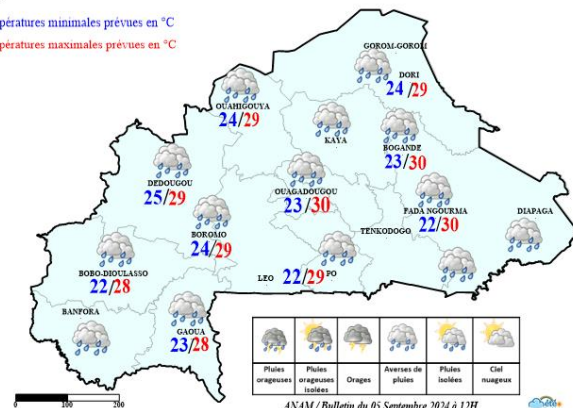 pératures minimales prévues en °C
pératures maximales prévues en °C
GOROM-GOROM
DORI
24/29
OUAHIGOUYA
24/29
KAYA
BOGANDE
23/30
DEDOUGOU
25/29
OUAGADOUGOU
23/30
FADA NGOURMA
22/30
DIAPAGA
BOROMO
24/29
TENKODOGO
BOBO-DIOULASSO
22/28
LEO
22/29
PO
BANFORA
GAOUA
23/28
Pluies orageuses
Pluies orageuses isolées
Orages
Averses de pluies
Pluies isolées
Ciel nuageux
ANAM / Bulletin du 05 Septembre 2024 à 12H